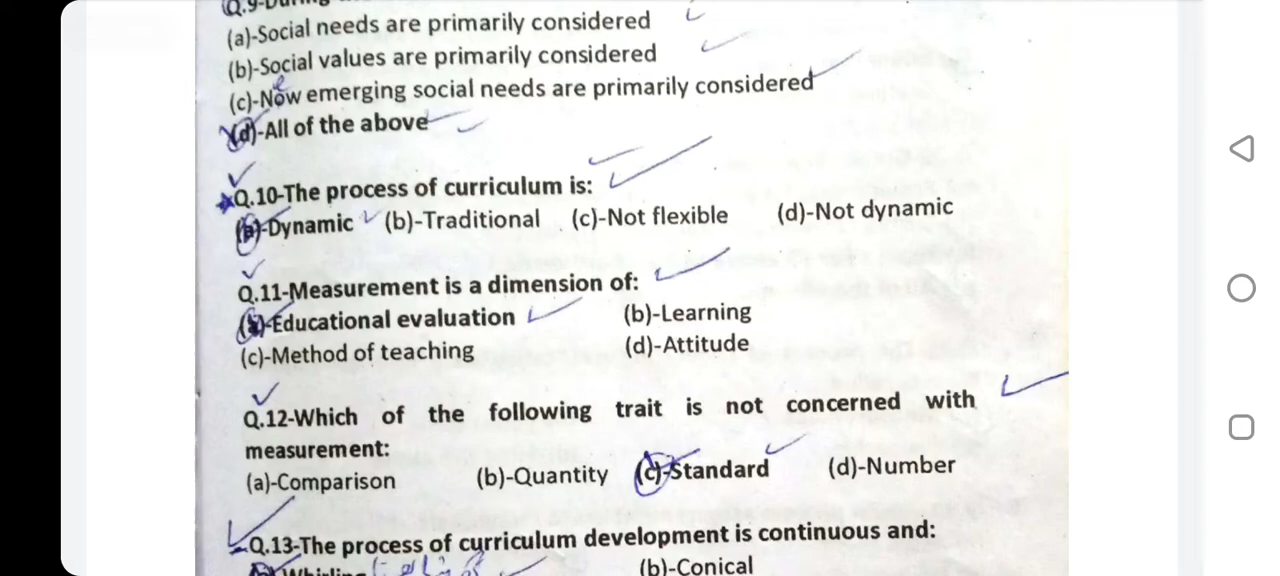 (a)-Social needs are primarily considered
(b)-Social values are primarily considered
(c)-Now emerging social needs are primarily considered
(d)-All of the above
Q.10-The process of curriculum is:
(a)-Dynamic (b)-Traditional (c)-Not flexible (d)-Not dynamic
Q.11-Measurement is a dimension of:
(a)-Educational evaluation (b)-Learning
(c)-Method of teaching (d)-Attitude
Q.12-Which of the following trait is not concerned with
measurement:
(a)-Comparison (b)-Quantity (c)-Standard (d)-Number
Q.13-The process of curriculum development is continuous and:
Whirling (b)-Conical